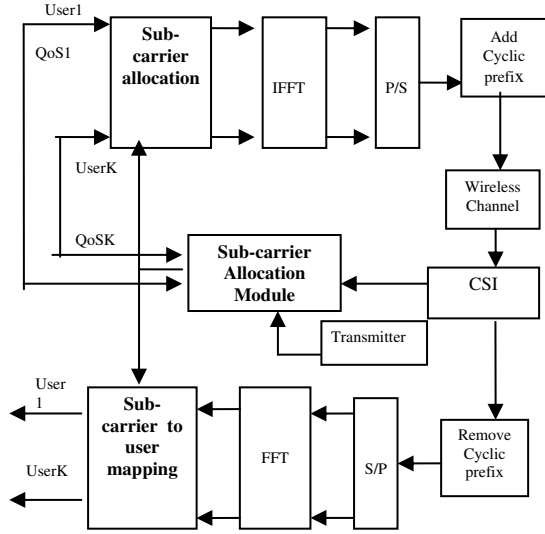 User1
QoS1
Sub-
carrier
allocation
IFFT
P/S
Add
Cyclic
prefix
UserK
Wireless
Channel
QoSK
Sub-carrier
Allocation
Module
CSI
Transmitter
User
1
UserK
Sub-
carrier to
user
mapping
FFT
S/P
Remove
Cyclic
prefix